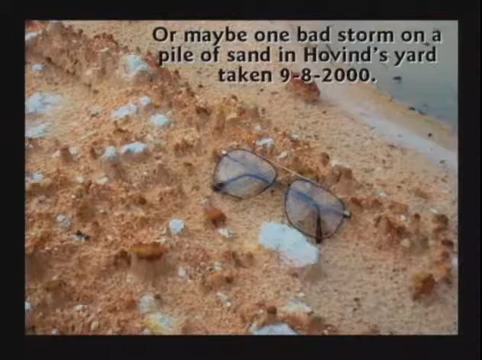 Or maybe one bad storm on a
pile of sand in Hovind's yard
taken 9-8-2000.